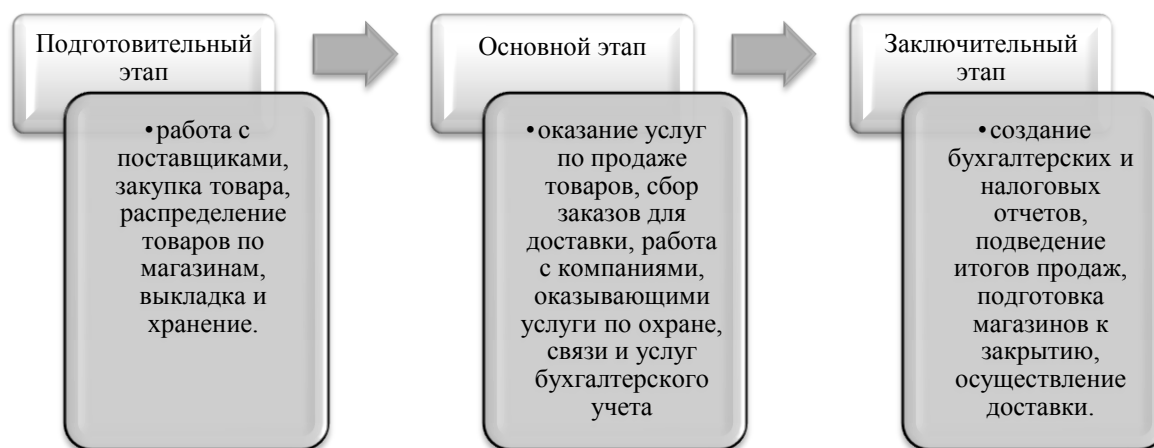 Подготовительный
этап
•работа с
поставщиками,
закупка товара,
распределение
товаров по
магазинам,
выкладка и
хранение.
Основной этап
•оказание услуг
по продаже
товаров, сбор
заказов для
доставки, работа
с компаниями,
оказывающими
услуги по охране,
связи и услуг
бухгалтерского
учета
Заключительный
этап
•создание
бухгалтерских и
налоговых
отчетов,
подведение
итогов продаж,
подготовка
магазинов к
закрытию,
осуществление
доставки.